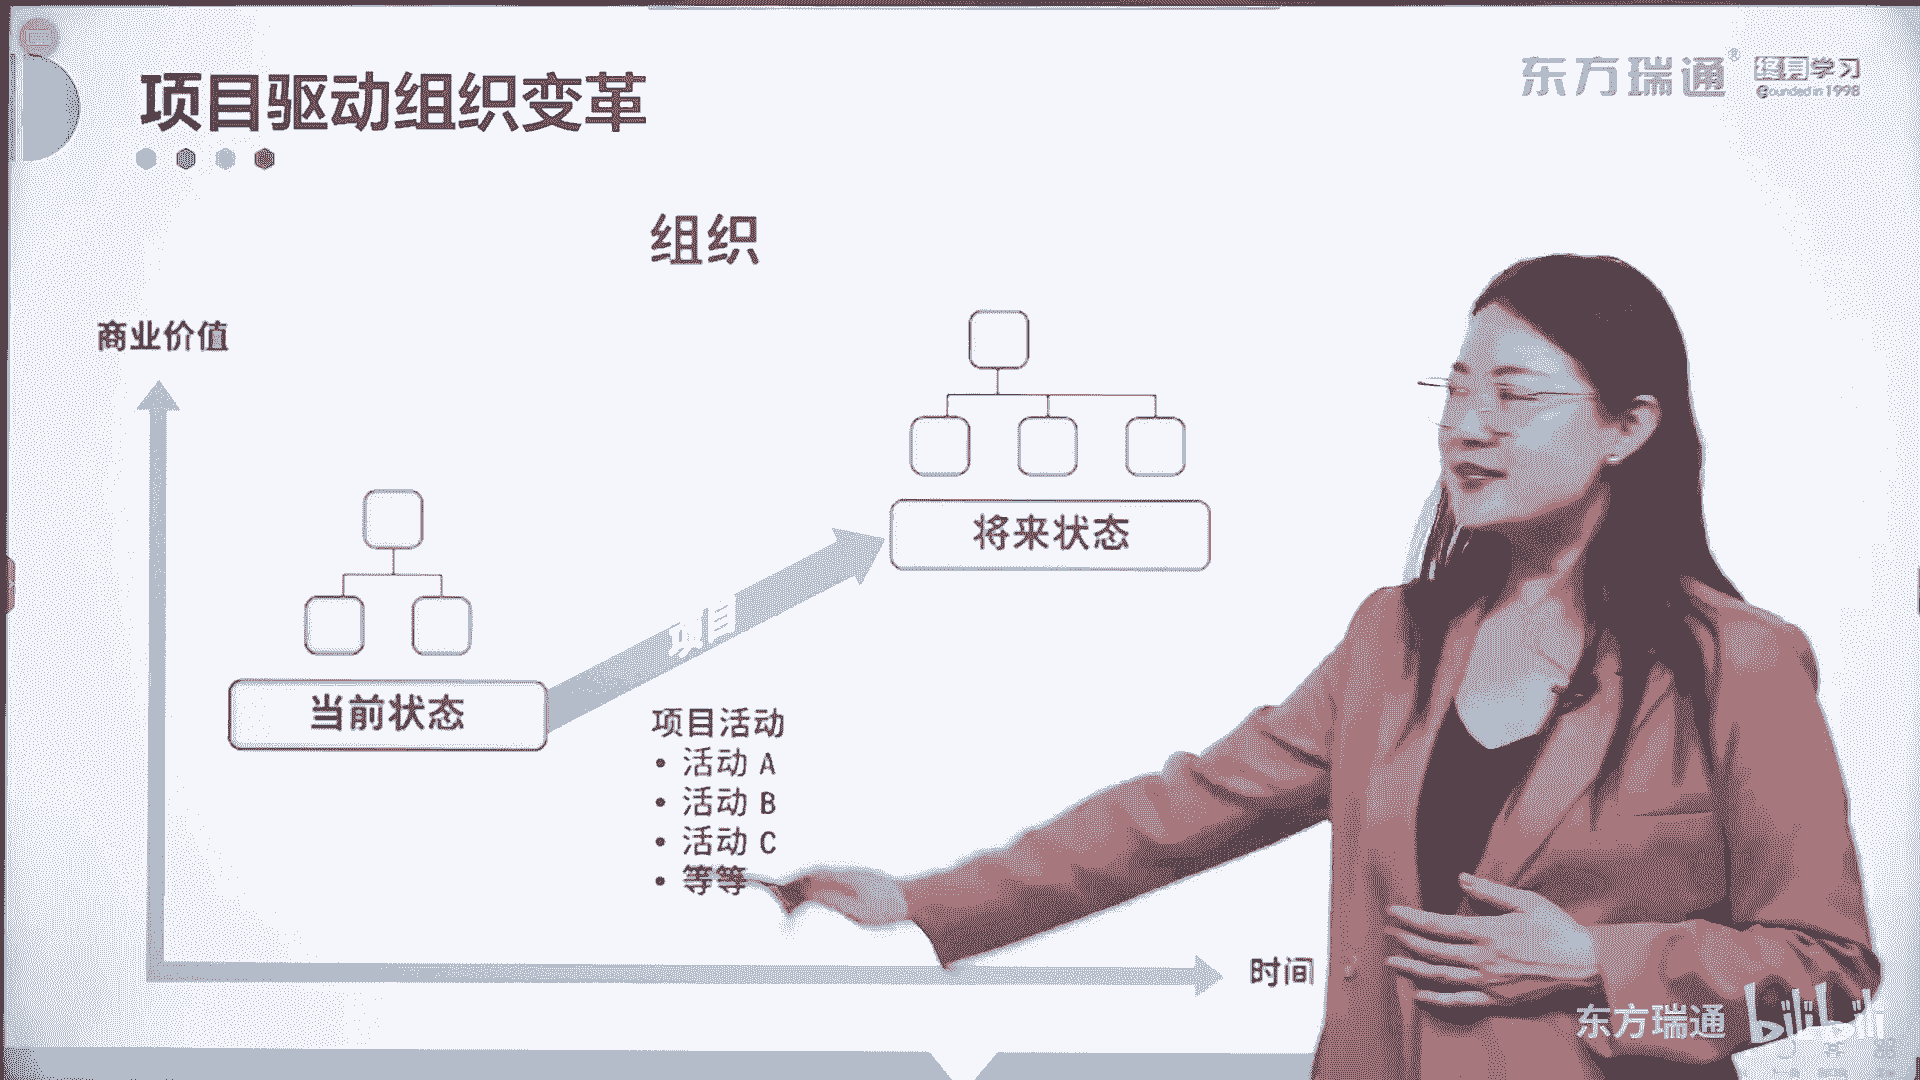 项目驱动组织变革
东方瑞通®
终身学习
Founded in 1998
组织
商业价值
将来状态
项目
当前状态
项目活动
• 活动 A
• 活动 B
• 活动 C
• 等等
时间
东方瑞通
bilibili